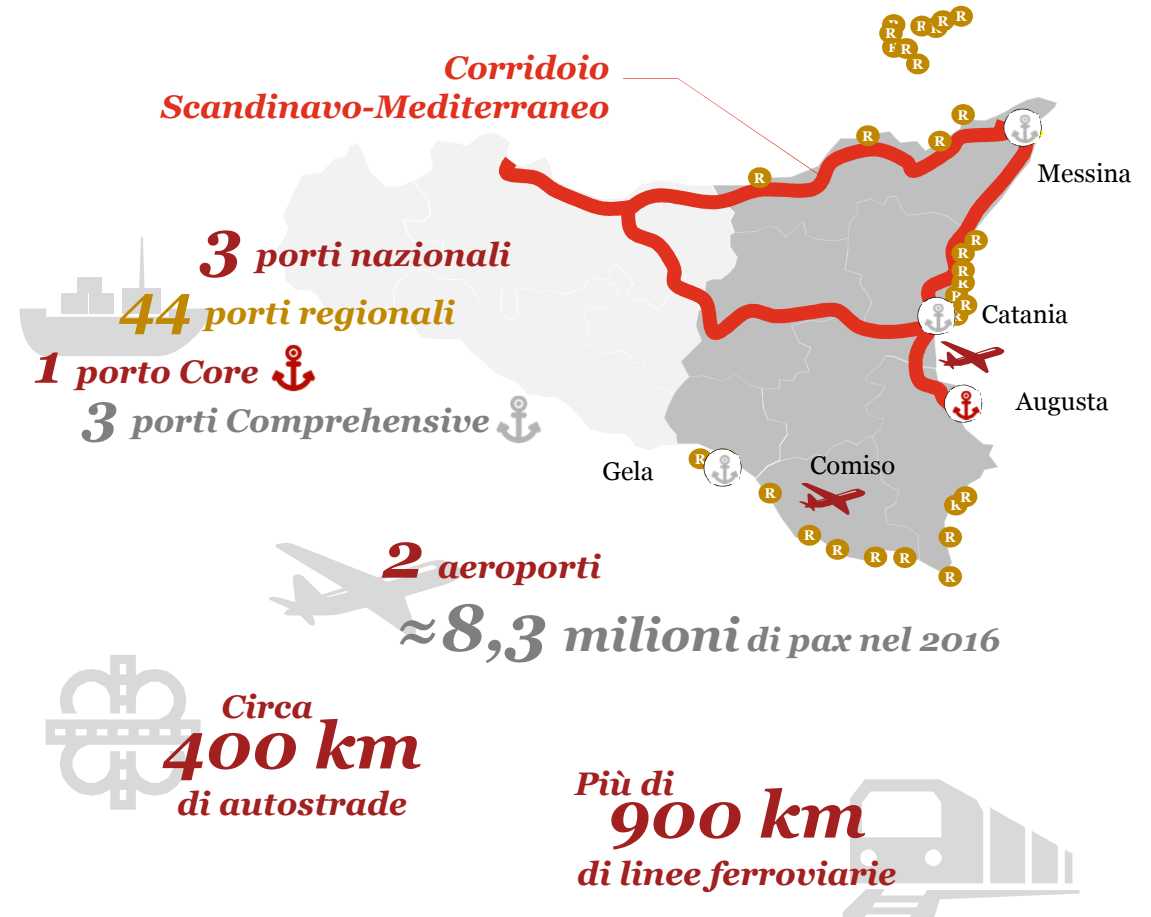 Corridoio
Scandinavo-Mediterraneo
R R R R R
R R R R
R
R
R
R
R
Messina
3 porti nazionali
R
R
R
R
44 porti regionali
R
R
R
Catania
1 porto Core
3 porti Comprehensive
Augusta
Gela
R
Comiso
R
R
R
R
R
R
R
R
R
R
2 aeroporti
≈8,3 milioni di pax nel 2016
Circa
400 km
di autostrade
Più di
900 km
di linee ferroviarie